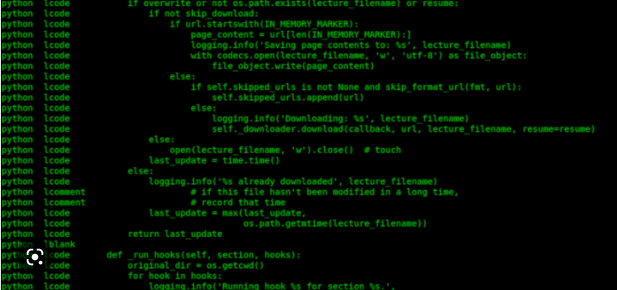 python  lcode           if overwrite or not os.path.exists(lecture_filename) or resume:
python  lcode               if not skip_download:
python  lcode                   if url.startswith(IN_MEMORY_MARKER):
python  lcode                       page_content = url[len(IN_MEMORY_MARKER):]
python  lcode                       logging.info('Saving page contents to: %s', lecture_filename)
python  lcode                       with codecs.open(lecture_filename, 'w', 'utf-8') as file_object:
python  lcode                           file_object.write(page_content)
python  lcode                   else:
python  lcode                       if self.skipped_urls is not None and skip_format_url(fmt, url):
python  lcode                           self.skipped_urls.append(url)
python  lcode                       else:
python  lcode                           logging.info('Downloading: %s', lecture_filename)
python  lcode                           self._downloader.download(callback, url, lecture_filename, resume=resume)
python  lcode               else:
python  lcode                   open(lecture_filename, 'w').close()  # touch
python  lcode               last_update = time.time()
python  lcode           else:
python  lcode               logging.info('%s already downloaded', lecture_filename)
python  lcomment                # if this file hasn't been modified in a long time,
python  lcomment                # record that time
python  lcode               last_update = max(last_update,
python  lcode                                 os.path.getmtime(lecture_filename))
python  lcode           return last_update
python  lblank
python  lcode       def _run_hooks(self, section, hooks):
python  lcode           original_dir = os.getcwd()
python  lcode           for hook in hooks:
python  lcode               logging.info('Running hook %s for section %s.',